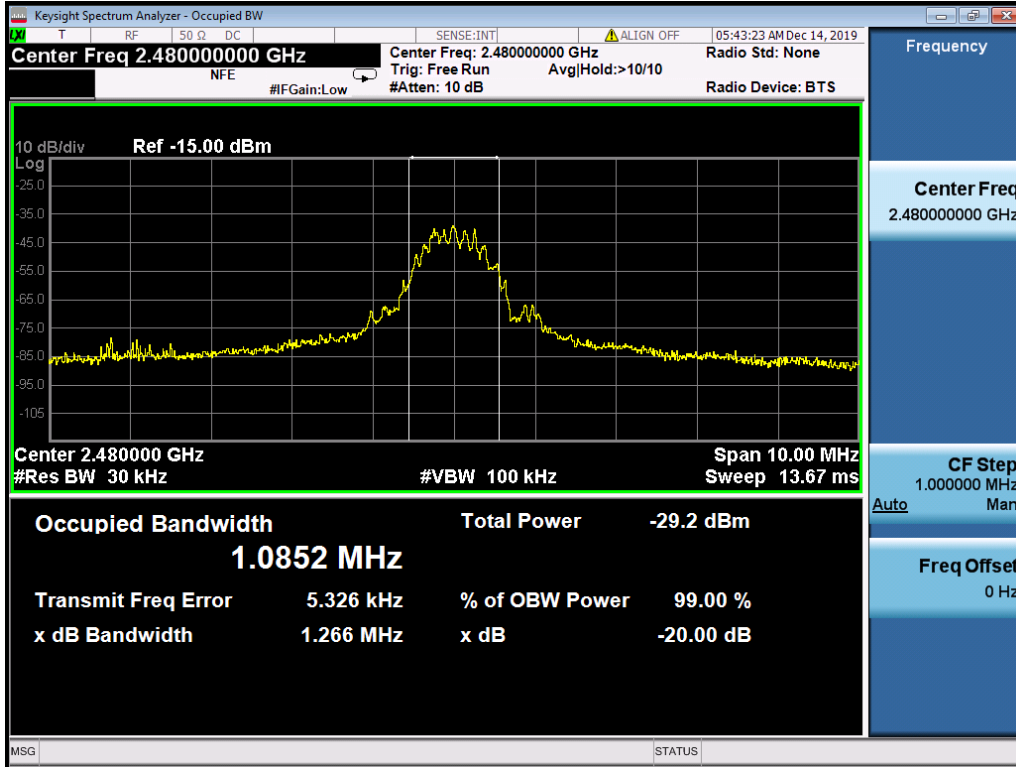 Keysight Spectrum Analyzer - Occupied BW
LXI T RF 50 Ω DC SENSE:INT ALIGN OFF 05:43:23 AM Dec 14, 2019
Center Freq 2.480000000 GHz
NFE
#IFGain:Low
Center Freq: 2.480000000 GHz
Trig: Free Run Avg|Hold:>10/10
#Atten: 10 dB
Radio Std: None
Radio Device: BTS
Frequency
10 dB/div Ref -15.00 dBm
Log
-25.0
-35.0
-45.0
-55.0
-65.0
-75.0
-85.0
-95.0
-105
Center 2.480000 GHz Span 10.00 MHz
#Res BW 30 kHz #VBW 100 kHz Sweep 13.67 ms
Occupied Bandwidth Total Power -29.2 dBm
1.0852 MHz
Transmit Freq Error 5.326 kHz % of OBW Power 99.00 %
x dB Bandwidth 1.266 MHz x dB -20.00 dB
Center Freq
2.480000000 GHz
CF Step
1.000000 MHz
Auto Man
Freq Offset
0 Hz
MSG STATUS